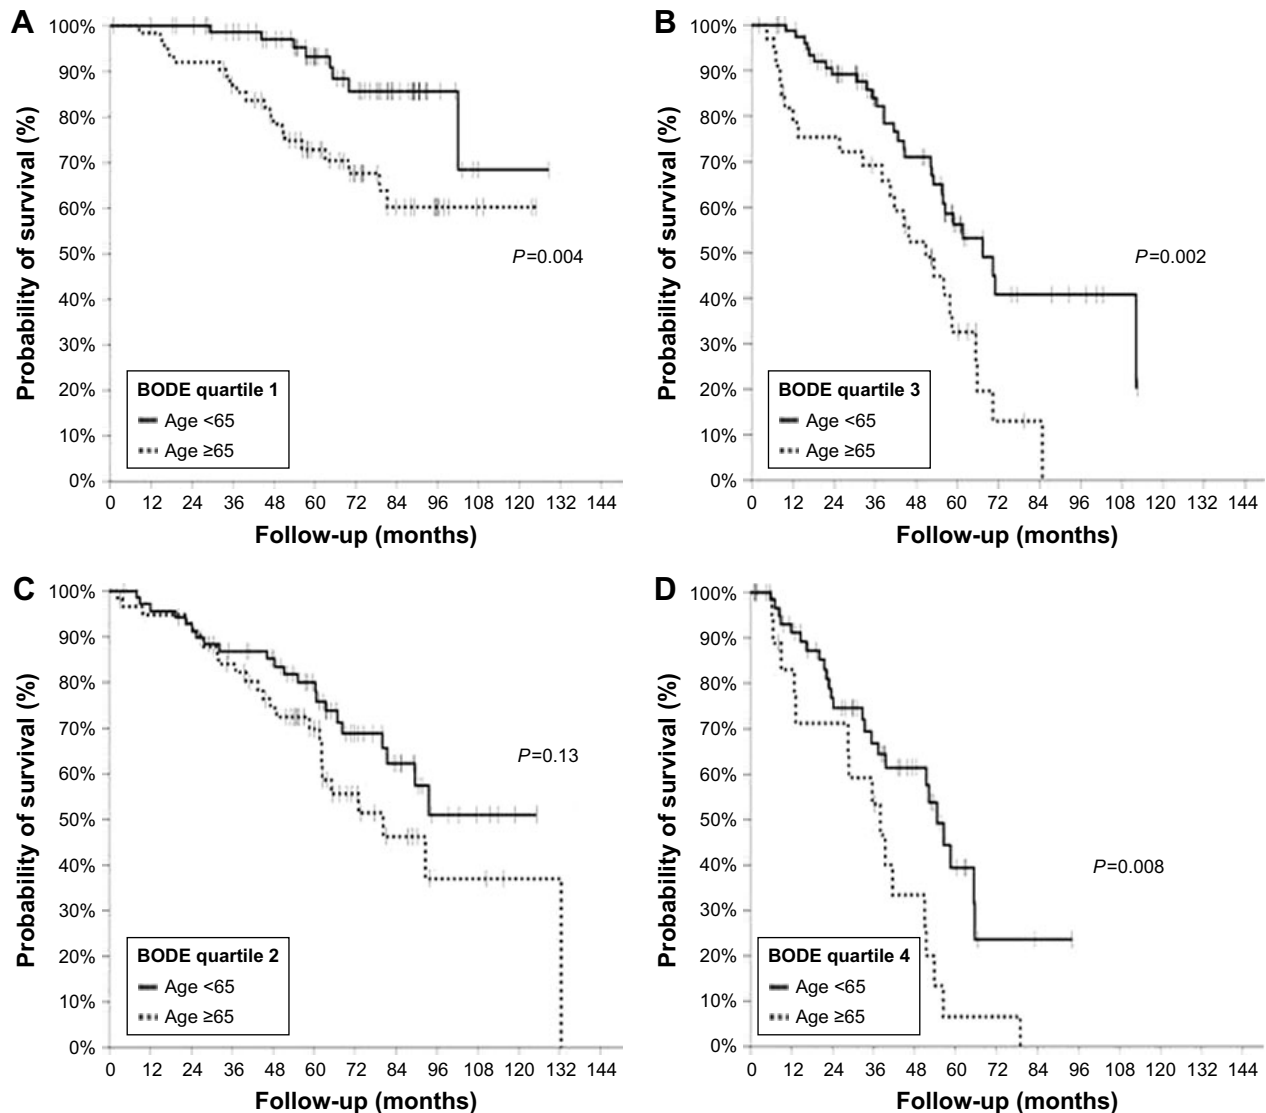 A
Probability of survival (%)
100%
90%
80%
70%
60%
50%
40%
30%
20%
10%
0%
P=0.004
BODE quartile 1
Age <65
Age ≥65
0 12 24 36 48 60 72 84 96 108 120 132 144
Follow-up (months)
B
Probability of survival (%)
100%
90%
80%
70%
60%
50%
40%
30%
20%
10%
0%
P=0.002
BODE quartile 3
Age <65
Age ≥65
0 12 24 36 48 60 72 84 96 108 120 132 144
Follow-up (months)
C
Probability of survival (%)
100%
90%
80%
70%
60%
50%
40%
30%
20%
10%
0%
P=0.13
BODE quartile 2
Age <65
Age ≥65
0 12 24 36 48 60 72 84 96 108 120 132 144
Follow-up (months)
D
Probability of survival (%)
100%
90%
80%
70%
60%
50%
40%
30%
20%
10%
0%
P=0.008
BODE quartile 4
Age <65
Age ≥65
0 12 24 36 48 60 72 84 96 108 120 132 144
Follow-up (months)